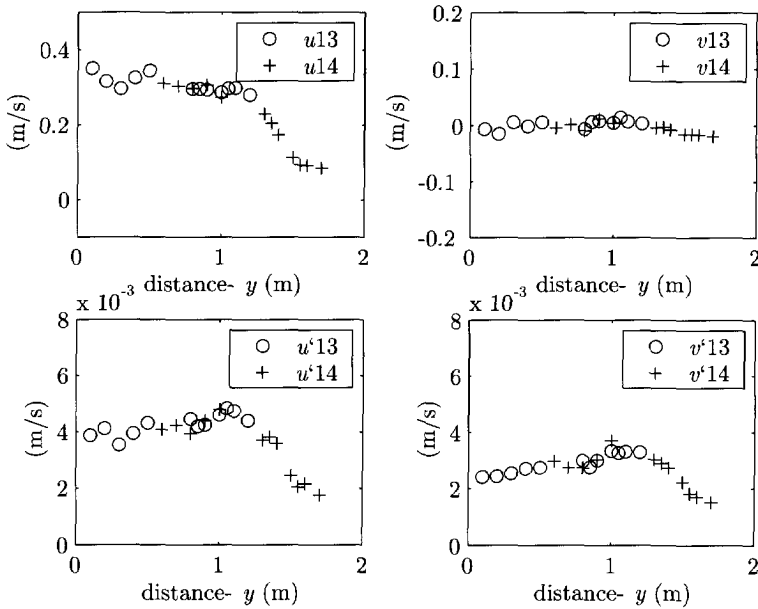 0.4
0.2
0
(m/s)
u13
u14
0 1 2
distance- y (m)
0.2
0.1
0
-0.1
-0.2
(m/s)
v13
v14
0 1 2
distance- y (m)
x 10^-3
8
6
4
2
0
(m/s)
u‘13
u‘14
0 1 2
distance- y (m)
x 10^-3
8
6
4
2
0
(m/s)
v‘13
v‘14
0 1 2
distance- y (m)